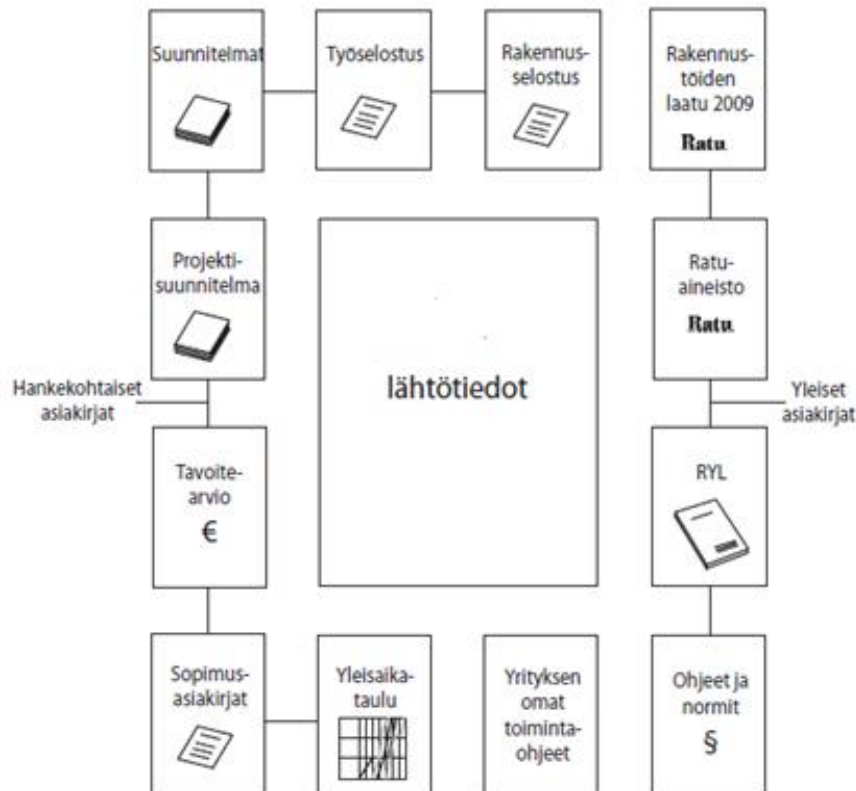 Suunnitelmat
Työselostus
Rakennus-
selostus
Rakennus-
töiden
laatu 2009
Ratu
Projekti-
suunnitelma
lähtötiedot
Ratu-
aineisto
Ratu
Hankekohtaiset
asiakirjat
Yleiset
asiakirjat
Tavoite-
arvio
€
RYL
Sopimus-
asiakirjat
Yleisaika-
taulu
Yrityksen
omat
toiminta-
ohjeet
Ohjeet ja
normit
§